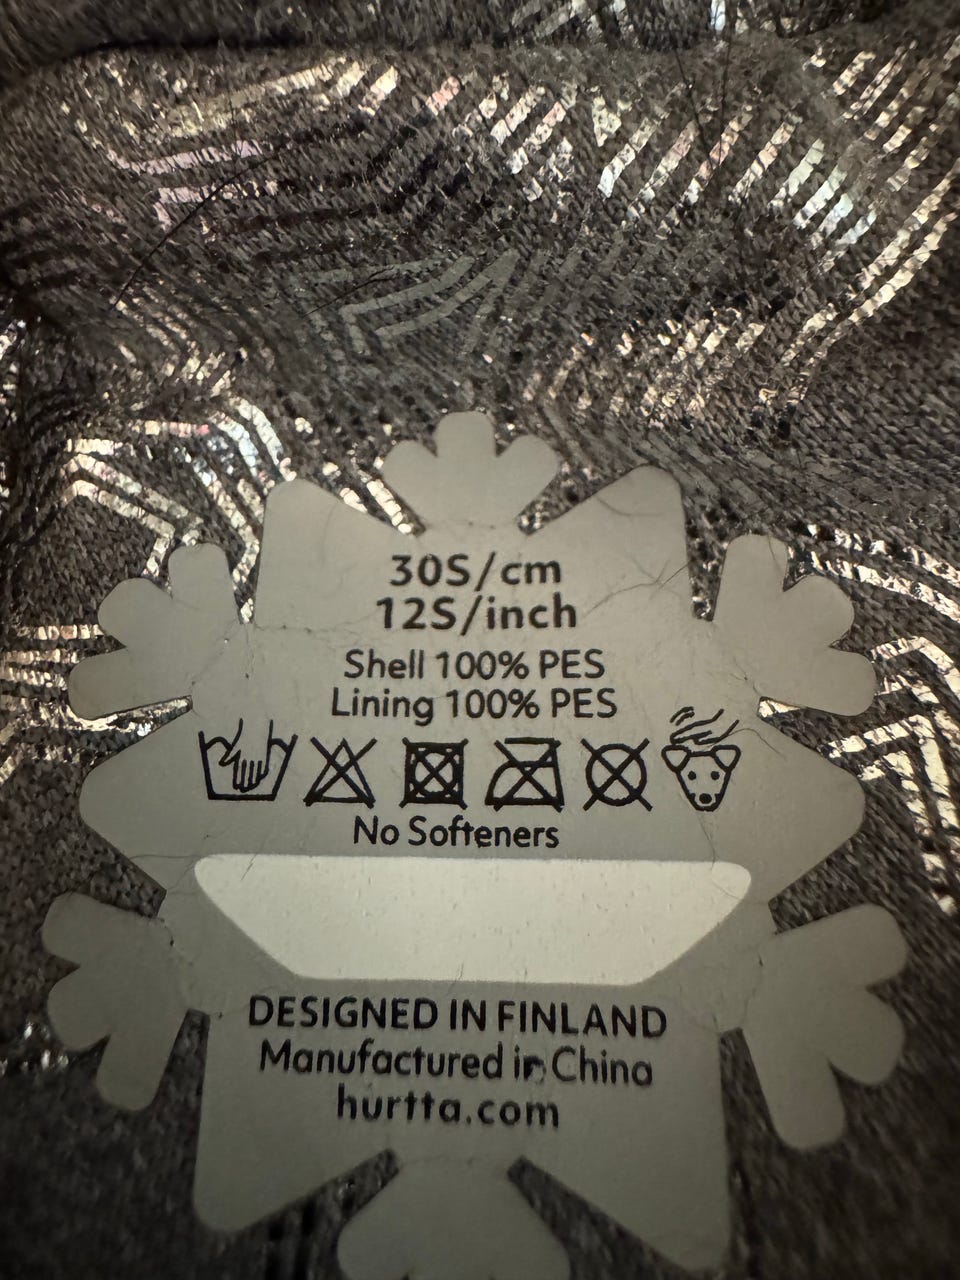 30S/cm
12S/inch
Shell 100% PES
Lining 100% PES
No Softeners
DESIGNED IN FINLAND
Manufactured in China
hurtta.com